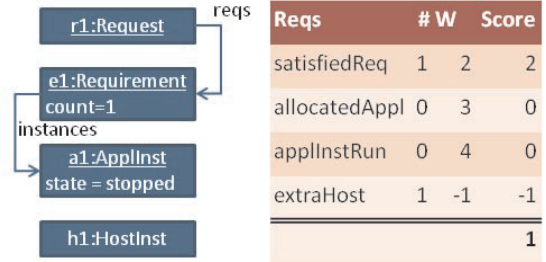 r1:Request
reqs
e1:Requirement
count=1
instances
a1:ApplInst
state = stopped
h1:HostInst
Reqs # W Score
satisfiedReq 1 2 2
allocatedAppl 0 3 0
applInstRun 0 4 0
extraHost 1 -1 -1
1